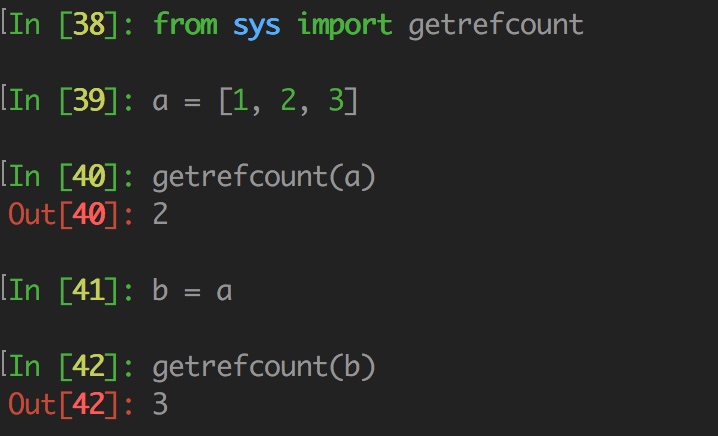 [In [38]: from sys import getrefcount
[In [39]: a = [1, 2, 3]
[In [40]: getrefcount(a)
Out[40]: 2
[In [41]: b = a
[In [42]: getrefcount(b)
Out[42]: 3